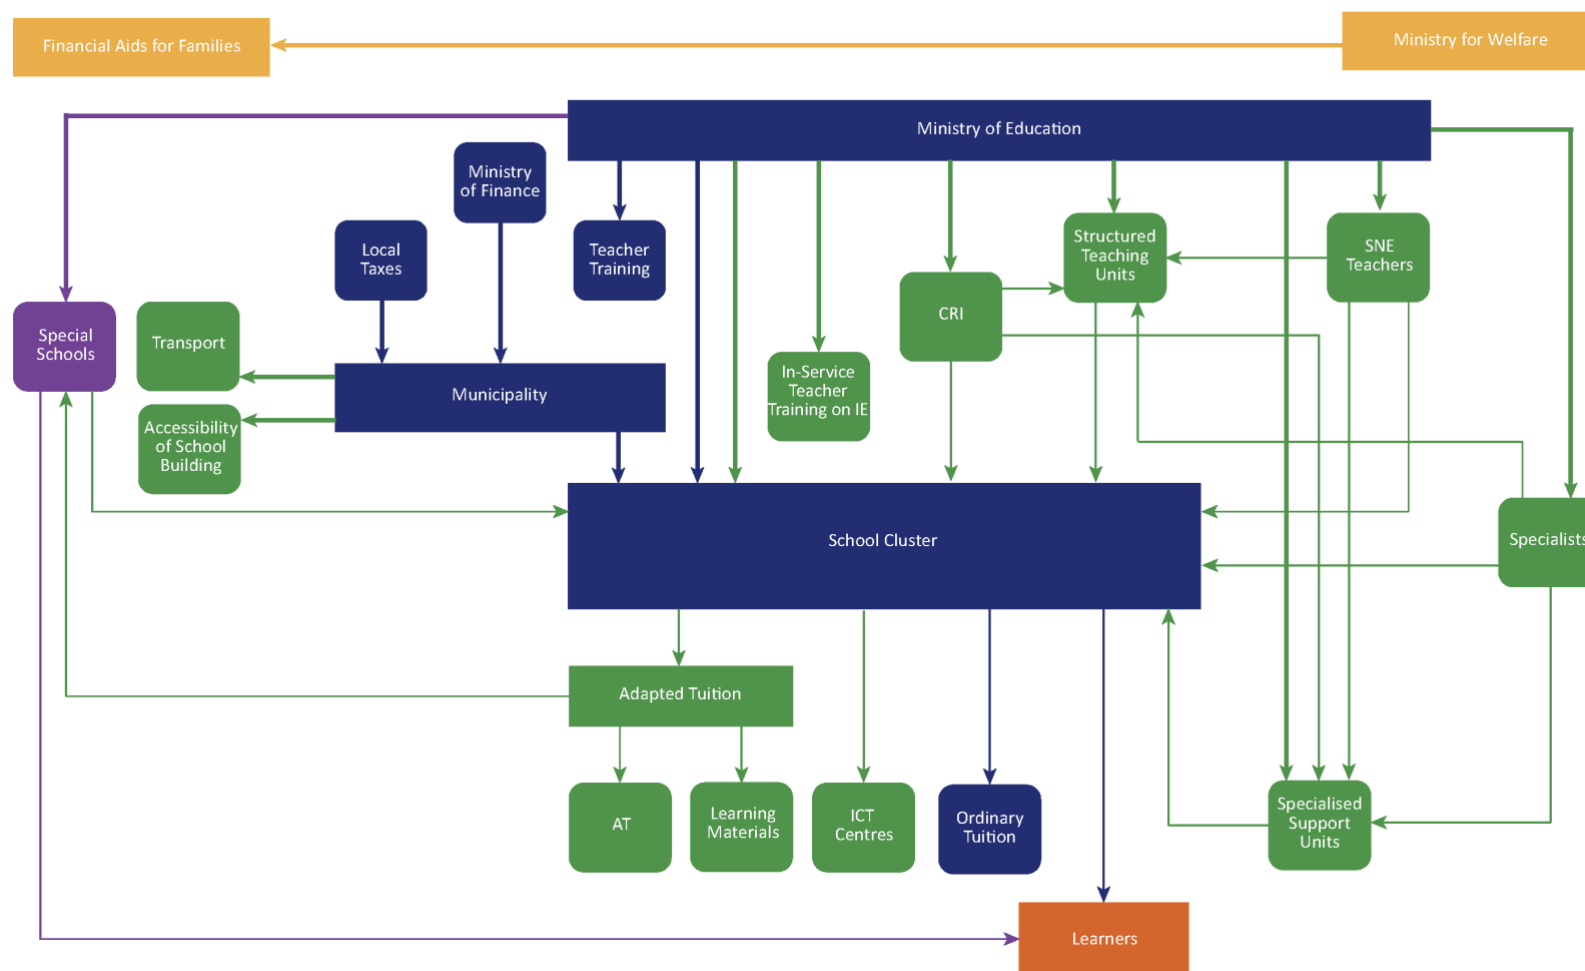 Financial Aids for Families
Ministry for Welfare
Ministry of Education
Ministry
of Finance
Local
Taxes
Teacher
Training
Structured
Teaching
Units
SNE
Teachers
Special
Schools
Transport
CRI
Municipality
In-Service
Teacher
Training on IE
Accessibility
of School
Building
School Cluster
Specialists
Adapted Tuition
AT
Learning
Materials
ICT
Centres
Ordinary
Tuition
Specialised
Support
Units
Learners